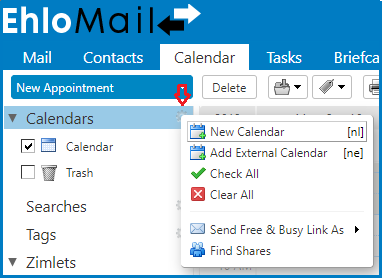 EhloMail
Mail Contacts Calendar Tasks Briefca
New Appointment Delete
Calendars
New Calendar [nl]
Calendar
Add External Calendar [ne]
Check All
Trash
Clear All
Searches
Send Free & Busy Link As
Tags
Find Shares
Zimlets